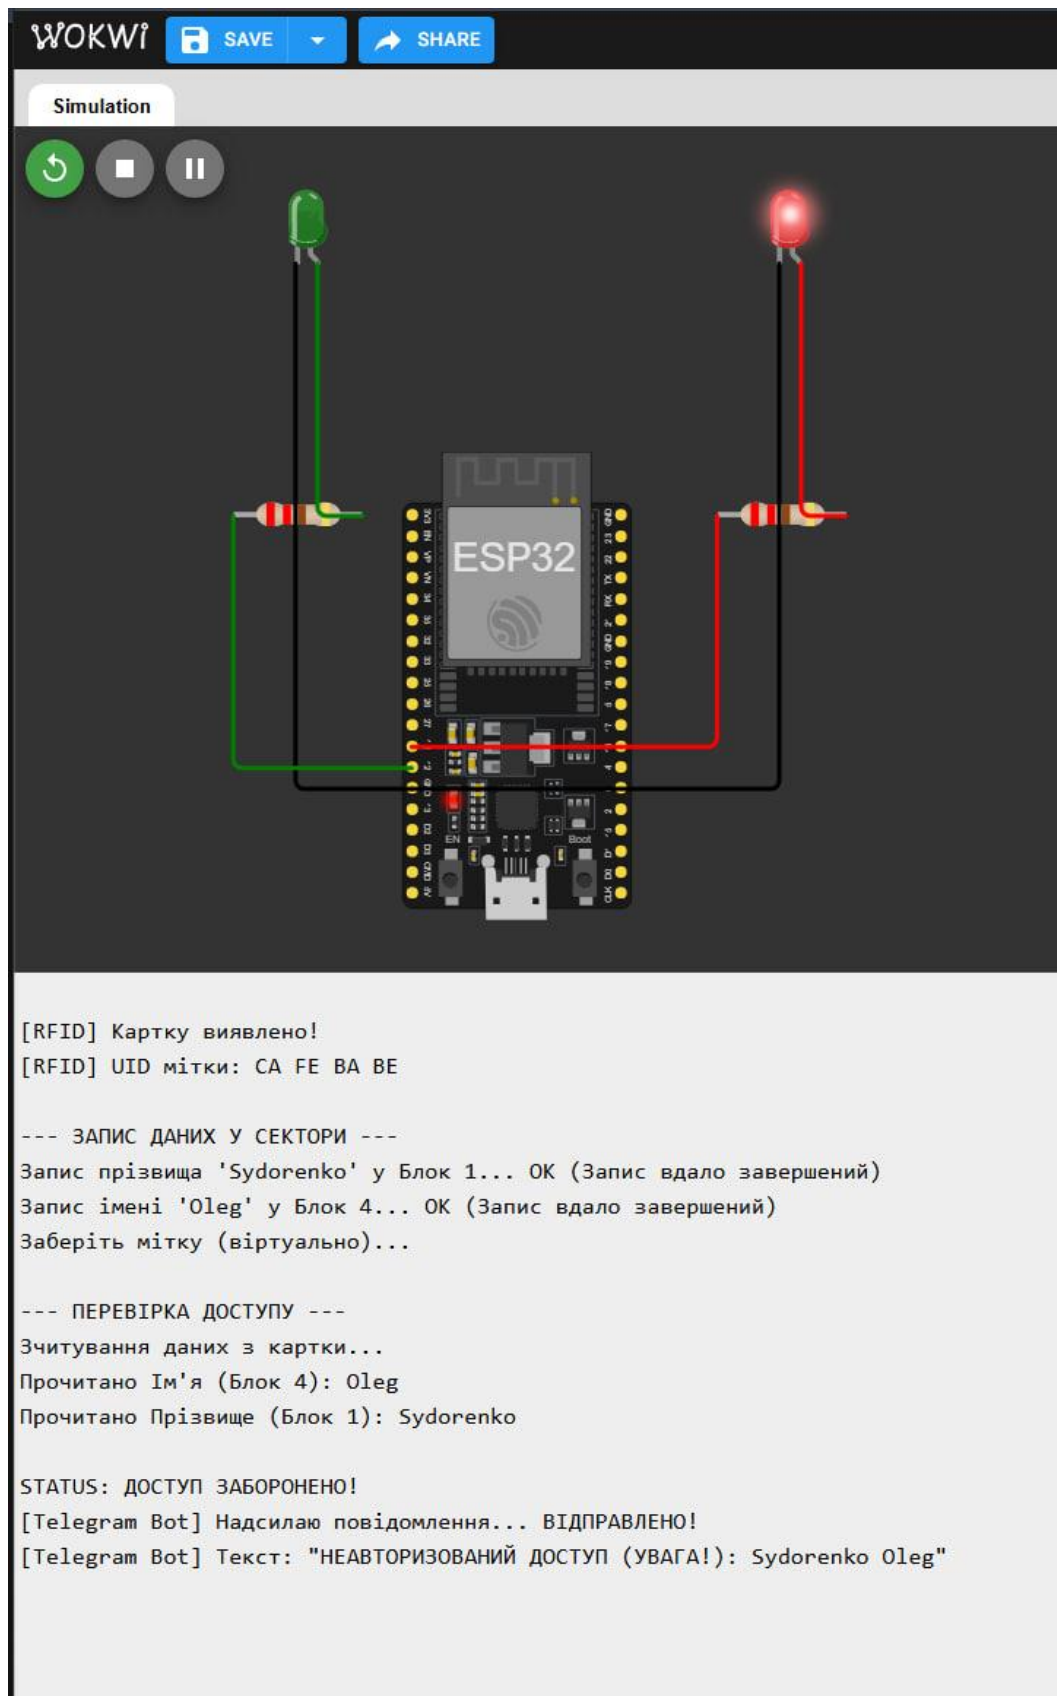 WOKWI SAVE SHARE
Simulation
ESP32
EN Boot
[RFID] Картку виявлено!
[RFID] UID мітки: CA FE BA BE
--- ЗАПИС ДАНИХ У СЕКТОРИ ---
Запис прізвища 'Sydorenko' у Блок 1... OK (Запис вдало завершений)
Запис імені 'Oleg' у Блок 4... OK (Запис вдало завершений)
Заберіть мітку (віртуально)...
--- ПЕРЕВІРКА ДОСТУПУ ---
Зчитування даних з картки...
Прочитано Ім'я (Блок 4): Oleg
Прочитано Прізвище (Блок 1): Sydorenko
STATUS: ДОСТУП ЗАБОРОНЕНО!
[Telegram Bot] Надсилаю повідомлення... ВІДПРАВЛЕНО!
[Telegram Bot] Текст: "НЕАВТОРИЗОВАНИЙ ДОСТУП (УВАГА!): Sydorenko Oleg"